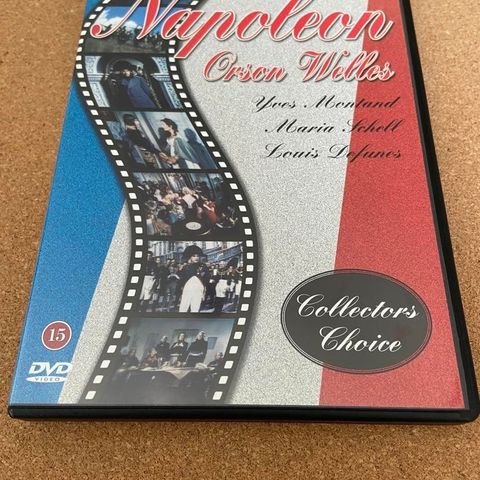 Napoleon
Orson Welles
Yves Montand
Maria Schell
Louis Defunes
Collectors
Choice
15
DVD
VIDEO